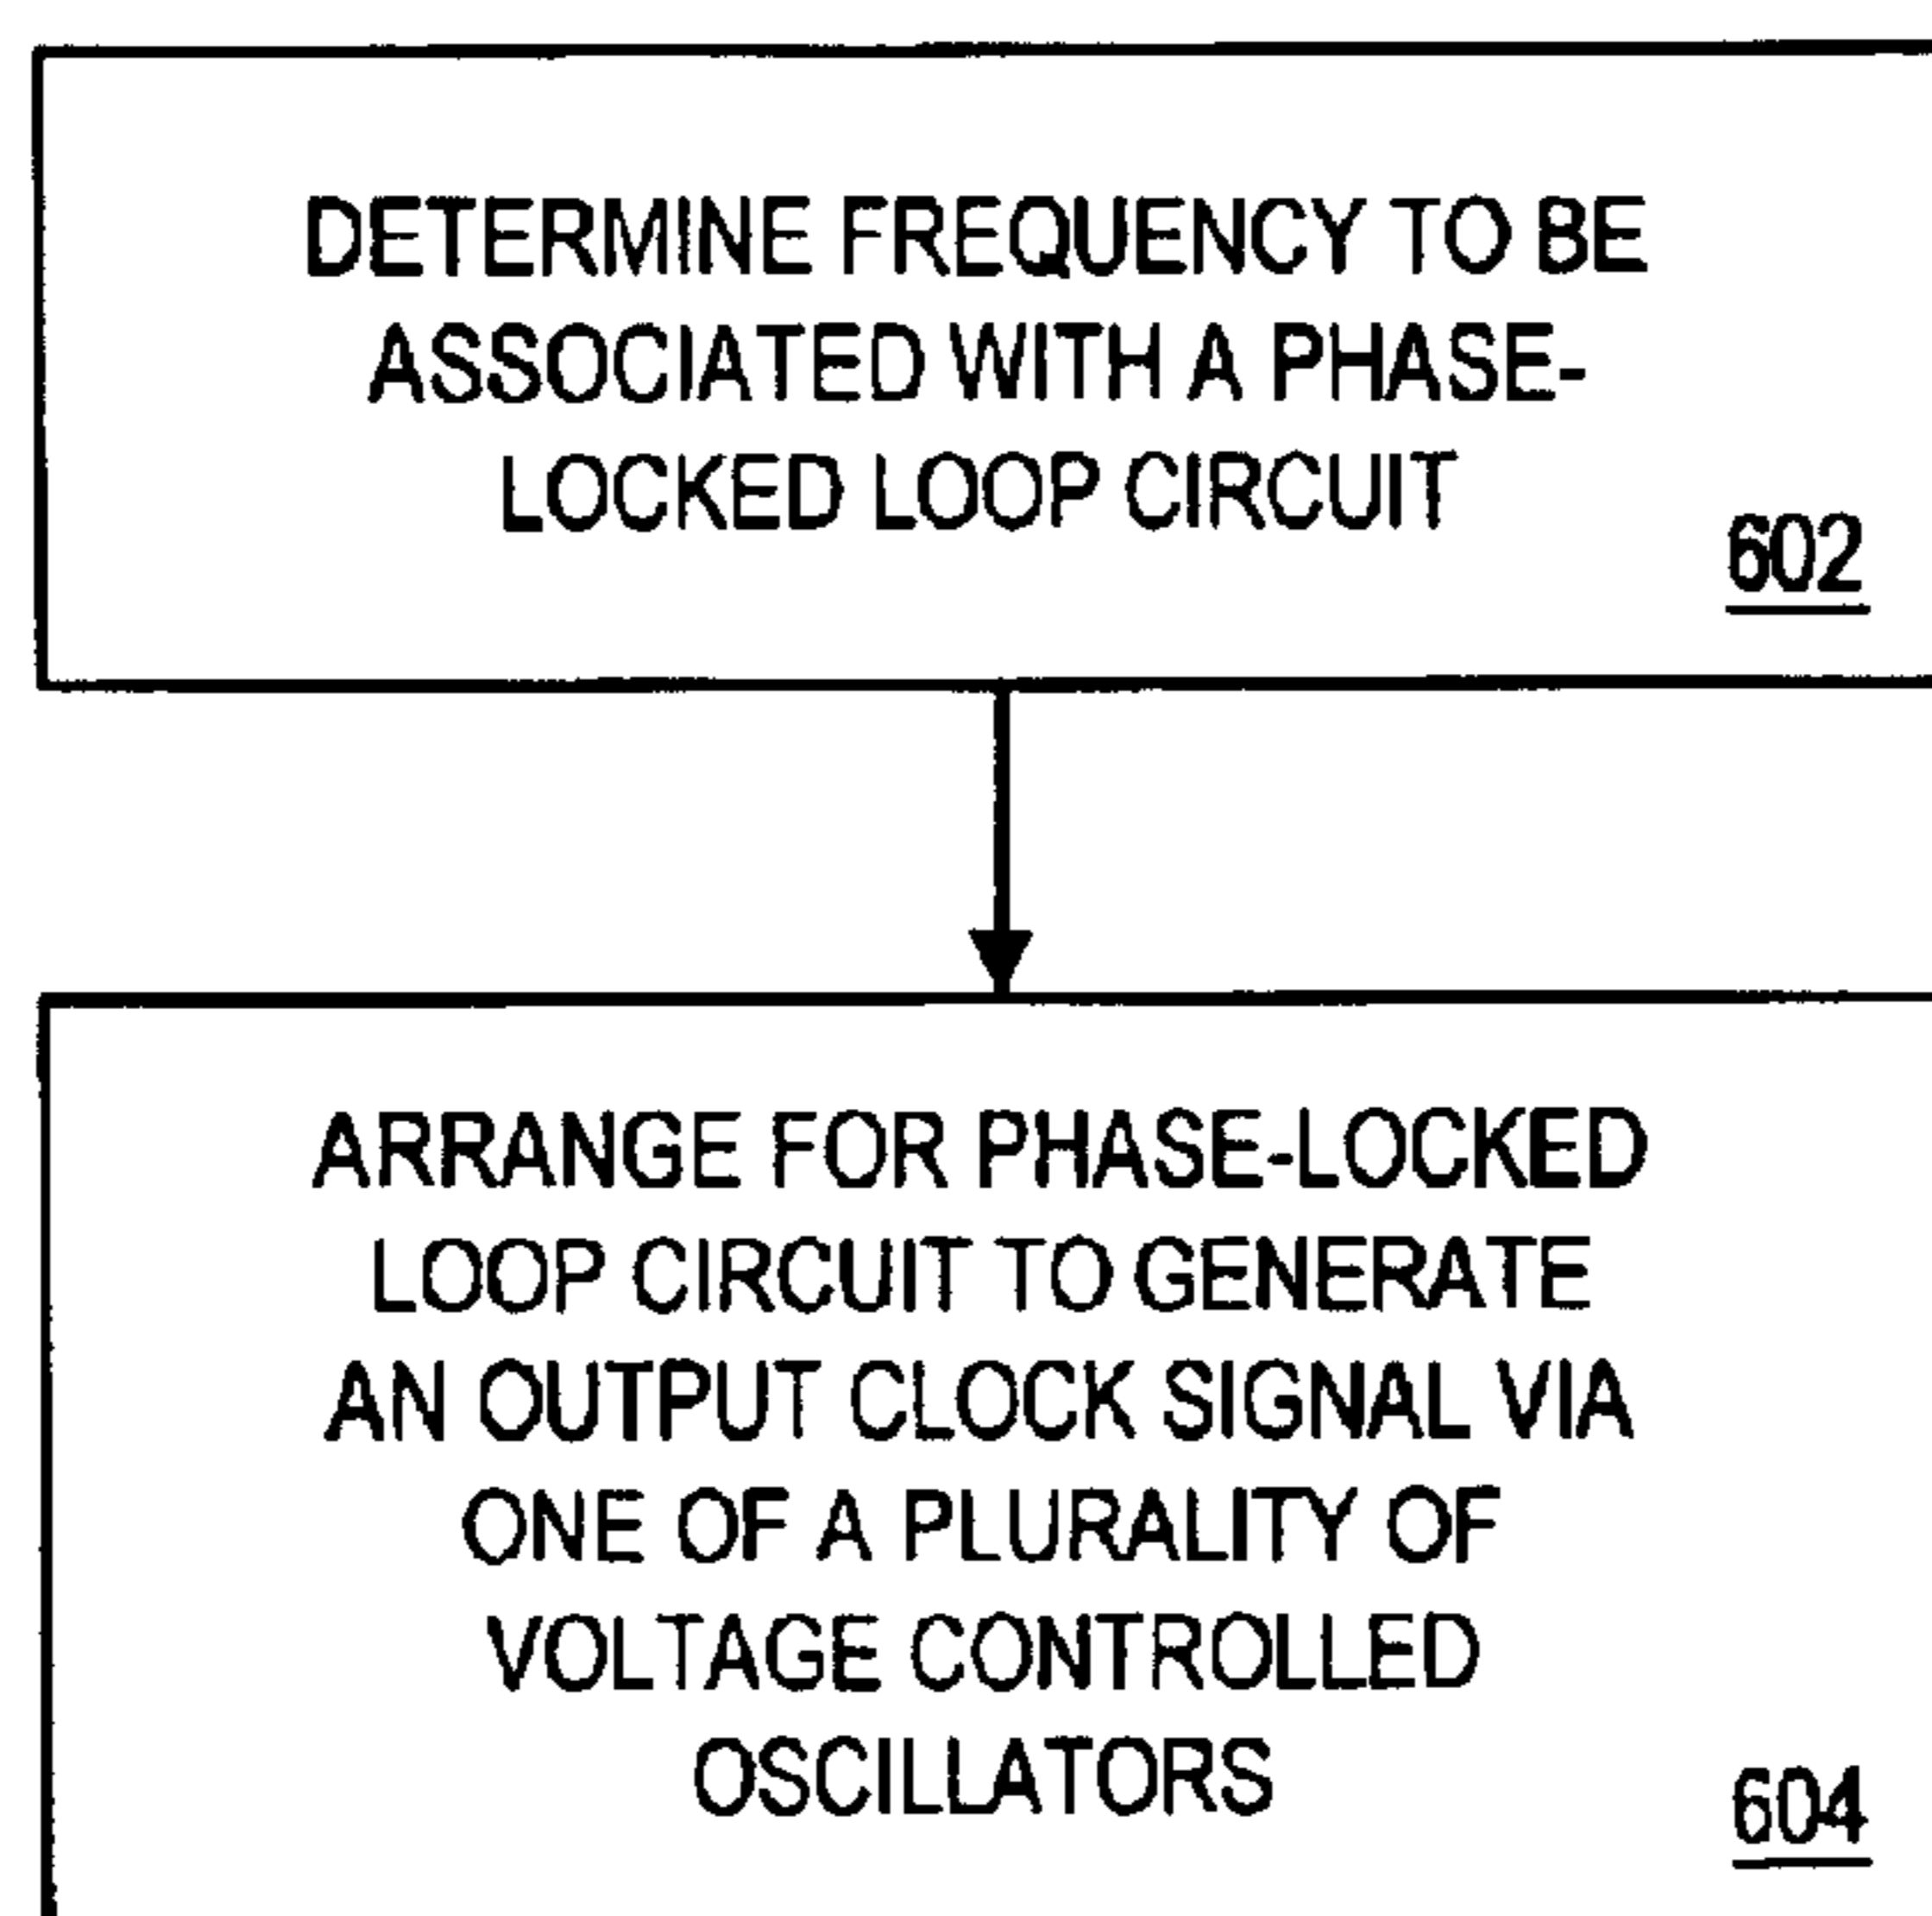 DETERMINE FREQUENCY TO BE
ASSOCIATED WITH A PHASE-
LOCKED LOOP CIRCUIT
602
ARRANGE FOR PHASE-LOCKED
LOOP CIRCUIT TO GENERATE
AN OUTPUT CLOCK SIGNAL VIA
ONE OF A PLURALITY OF
VOLTAGE CONTROLLED
OSCILLATORS
604